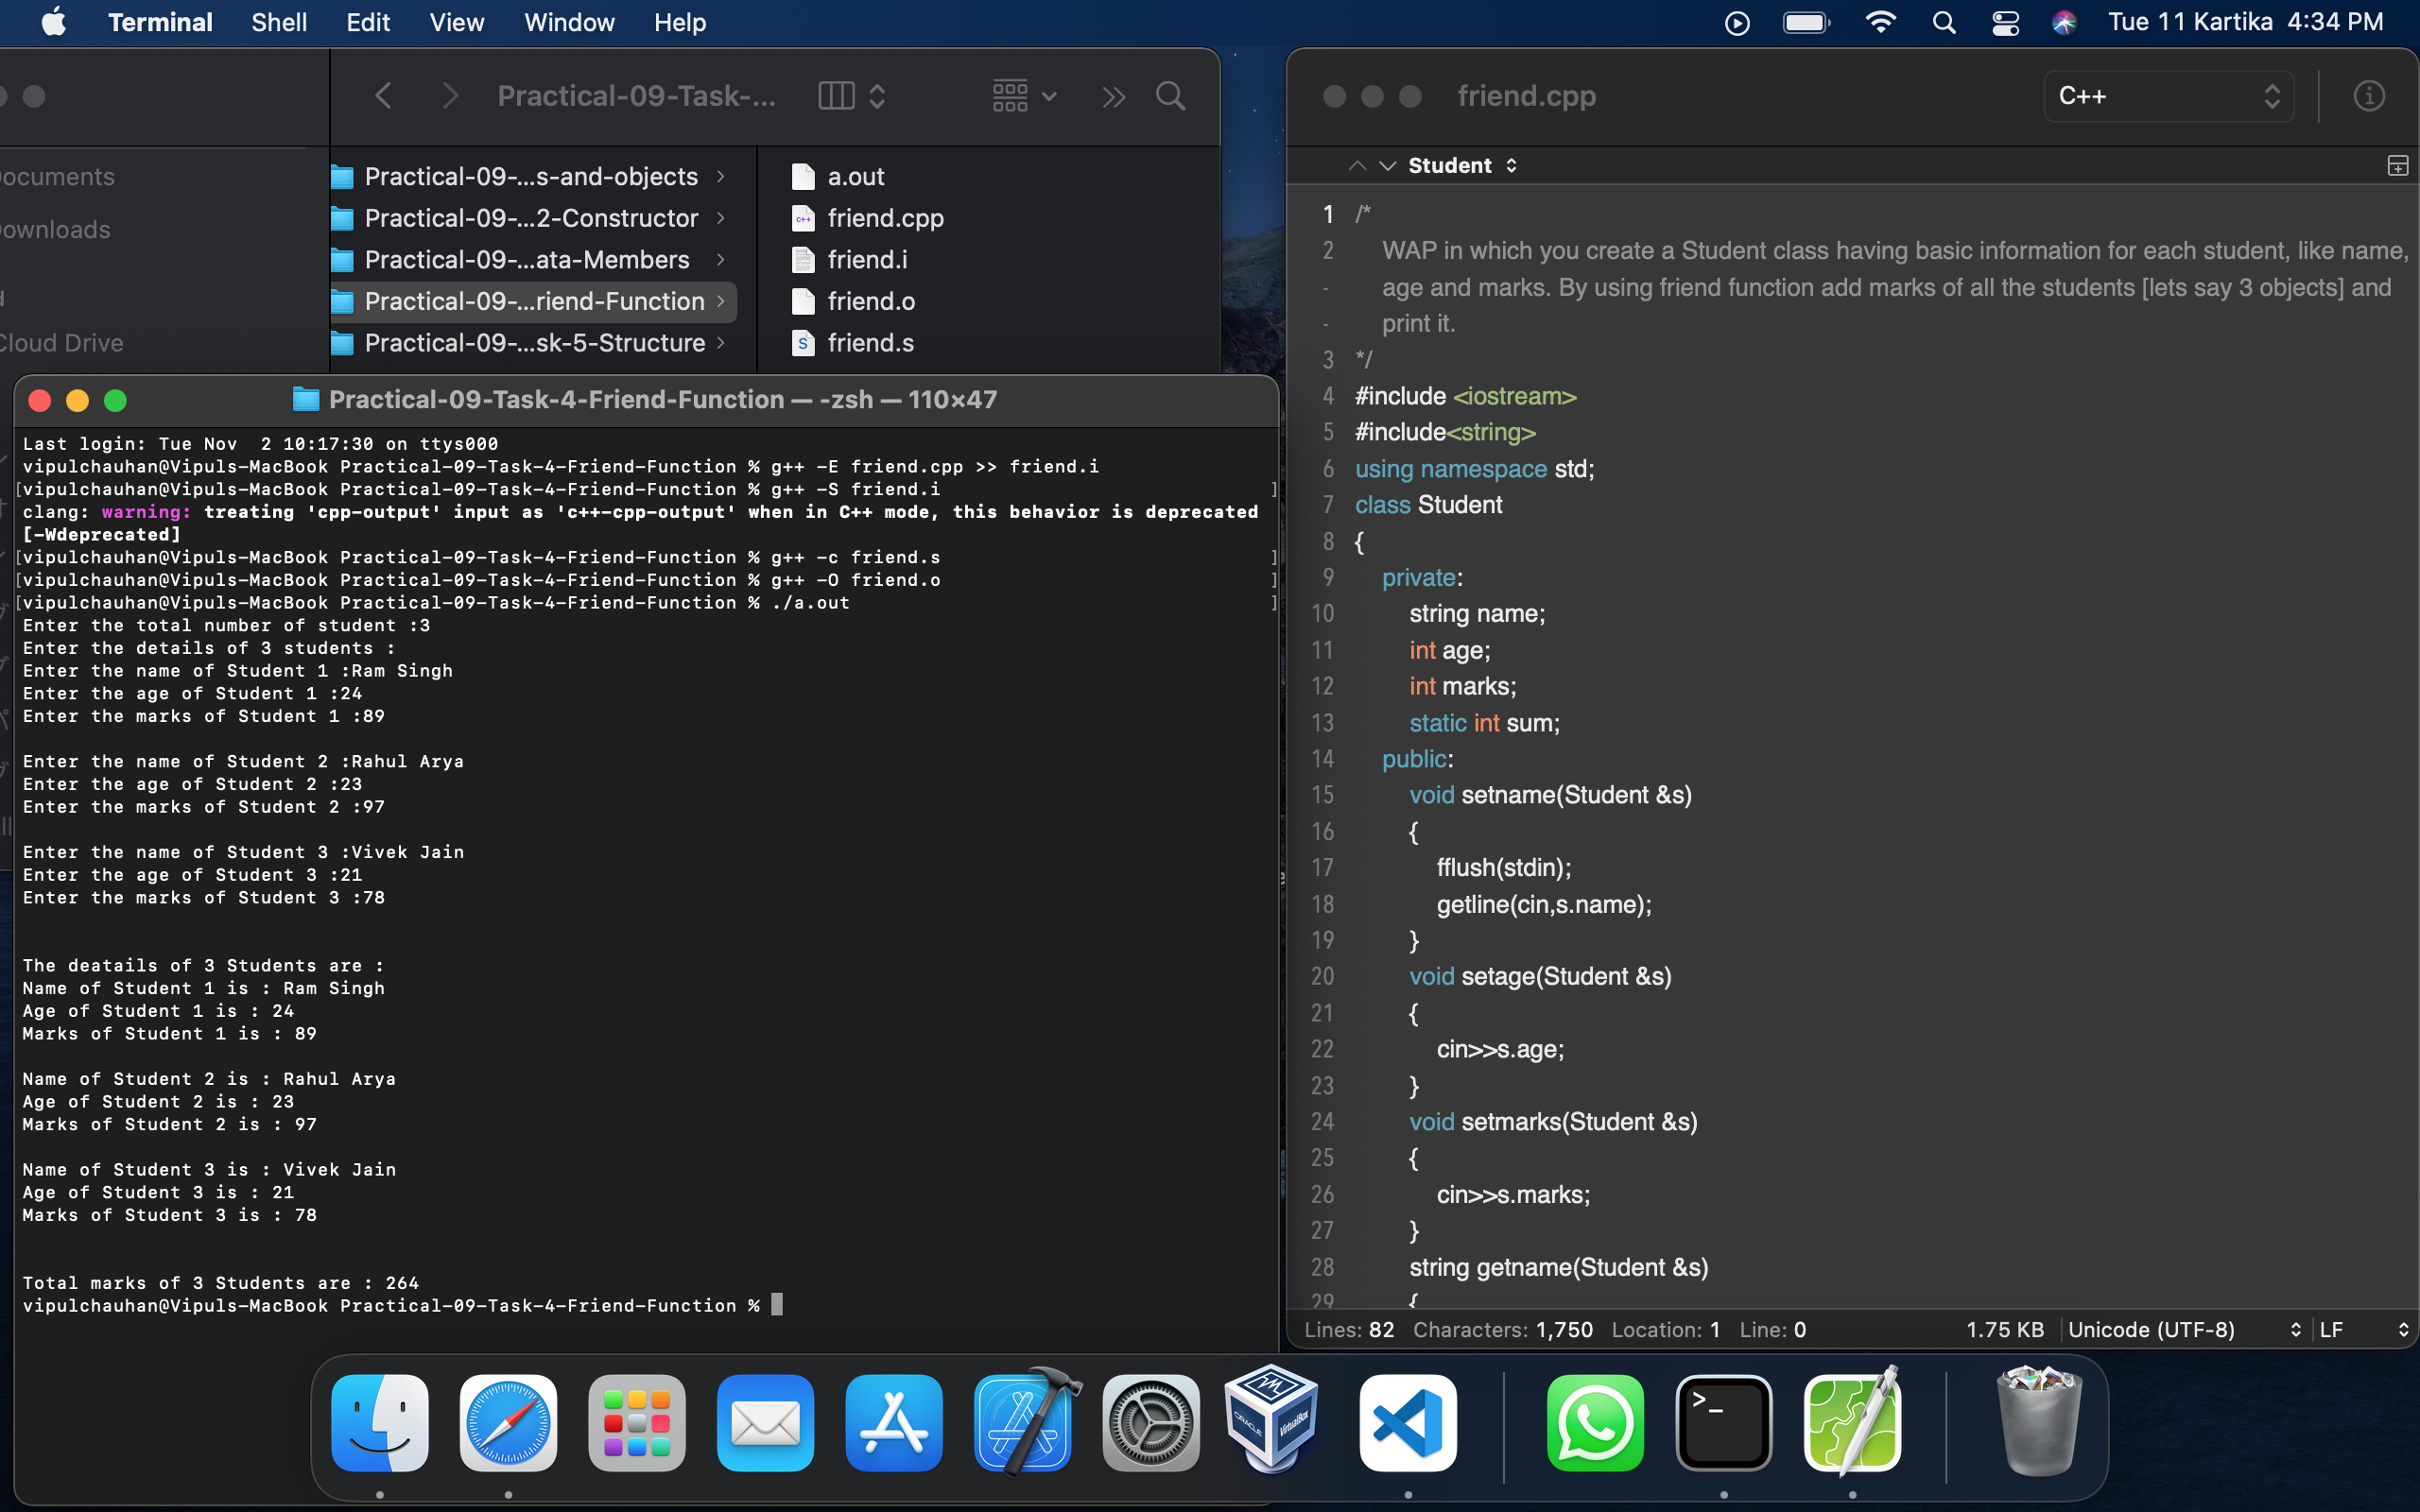 Terminal Shell Edit View Window Help
Tue 11 Kartika 4:34 PM
Practical-09-Task-...
ocuments
ownloads
d
Cloud Drive
Practical-09-...s-and-objects
Practical-09-...2-Constructor
Practical-09-...ata-Members
Practical-09-...riend-Function
Practical-09-...sk-5-Structure
a.out
friend.cpp
friend.i
friend.o
friend.s
Practical-09-Task-4-Friend-Function — -zsh — 110×47
Last login: Tue Nov  2 10:17:30 on ttys000
vipulchauhan@Vipuls-MacBook Practical-09-Task-4-Friend-Function % g++ -E friend.cpp >> friend.i
[vipulchauhan@Vipuls-MacBook Practical-09-Task-4-Friend-Function % g++ -S friend.i ]
clang: warning: treating 'cpp-output' input as 'c++-cpp-output' when in C++ mode, this behavior is deprecated
[-Wdeprecated]
[vipulchauhan@Vipuls-MacBook Practical-09-Task-4-Friend-Function % g++ -c friend.s ]
[vipulchauhan@Vipuls-MacBook Practical-09-Task-4-Friend-Function % g++ -O friend.o ]
[vipulchauhan@Vipuls-MacBook Practical-09-Task-4-Friend-Function % ./a.out ]
Enter the total number of student :3
Enter the details of 3 students :
Enter the name of Student 1 :Ram Singh
Enter the age of Student 1 :24
Enter the marks of Student 1 :89
Enter the name of Student 2 :Rahul Arya
Enter the age of Student 2 :23
Enter the marks of Student 2 :97
Enter the name of Student 3 :Vivek Jain
Enter the age of Student 3 :21
Enter the marks of Student 3 :78
The deatails of 3 Students are :
Name of Student 1 is : Ram Singh
Age of Student 1 is : 24
Marks of Student 1 is : 89
Name of Student 2 is : Rahul Arya
Age of Student 2 is : 23
Marks of Student 2 is : 97
Name of Student 3 is : Vivek Jain
Age of Student 3 is : 21
Marks of Student 3 is : 78
Total marks of 3 Students are : 264
vipulchauhan@Vipuls-MacBook Practical-09-Task-4-Friend-Function %
friend.cpp
C++
Student
1 /*
2 WAP in which you create a Student class having basic information for each student, like name,
- age and marks. By using friend function add marks of all the students [lets say 3 objects] and
- print it.
3 */
4 #include <iostream>
5 #include<string>
6 using namespace std;
7 class Student
8 {
9 private:
10 string name;
11 int age;
12 int marks;
13 static int sum;
14 public:
15 void setname(Student &s)
16 {
17 fflush(stdin);
18 getline(cin,s.name);
19 }
20 void setage(Student &s)
21 {
22 cin>>s.age;
23 }
24 void setmarks(Student &s)
25 {
26 cin>>s.marks;
27 }
28 string getname(Student &s)
29 {
Lines: 82 Characters: 1,750 Location: 1 Line: 0 1.75 KB Unicode (UTF-8) LF
ORACLE VirtualBox
>_